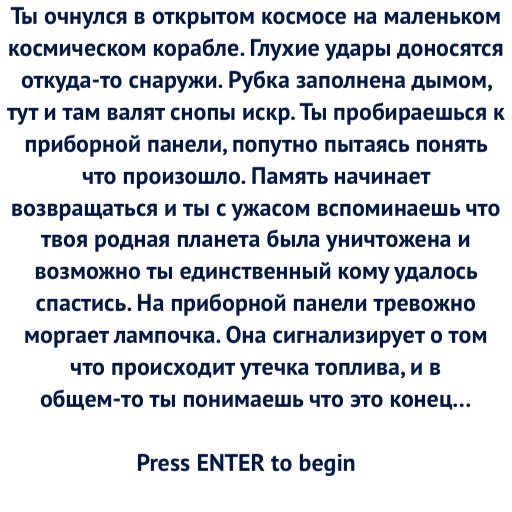 Ты очнулся в открытом космосе на маленьком
космическом корабле. Глухие удары доносятся
откуда-то снаружи. Рубка заполнена дымом,
тут и там валят снопы искр. Ты пробираешься к
приборной панели, попутно пытаясь понять
что произошло. Память начинает
возвращаться и ты с ужасом вспоминаешь что
твоя родная планета была уничтожена и
возможно ты единственный кому удалось
спастись. На приборной панели тревожно
моргает лампочка. Она сигнализирует о том
что происходит утечка топлива, и в
общем-то ты понимаешь что это конец...
Press ENTER to begin